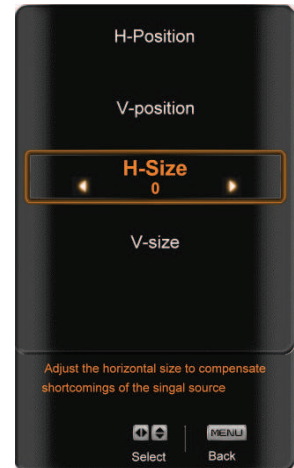 H-Position
V-position
H-Size
0
V-size
Adjust the horizontal size to compensate
shortcomings of the singal source
MENU
Select
Back